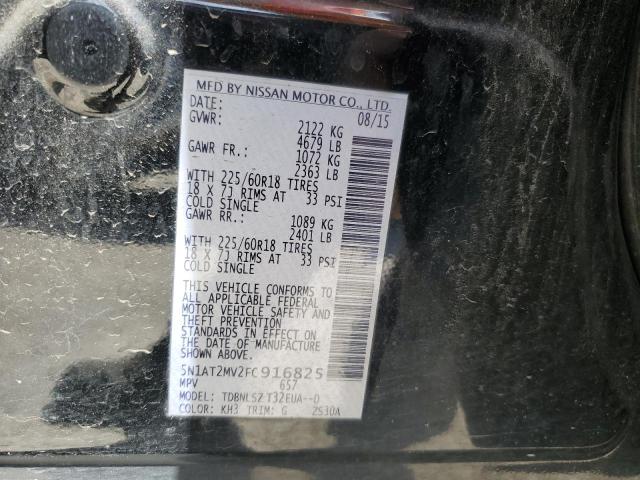 MFD BY NISSAN MOTOR CO., LTD.
DATE: 08/15
GVWR: 2122 KG
4679 LB
GAWR FR.: 1072 KG
2363 LB
WITH 225/60R18 TIRES
18 X 7J RIMS AT 33 PSI
COLD SINGLE
GAWR RR.: 1089 KG
2401 LB
WITH 225/60R18 TIRES
18 X 7J RIMS AT 33 PSI
COLD SINGLE
THIS VEHICLE CONFORMS TO
ALL APPLICABLE FEDERAL
MOTOR VEHICLE SAFETY AND
THEFT PREVENTION
STANDARDS IN EFFECT ON
THE DATE OF MANUFACTURE
SHOWN ABOVE.
5N1AT2MV2FC916825
MPV 657
MODEL: TDBNLSZ T32EUA--D
COLOR: KH3 TRIM: G ZS30A